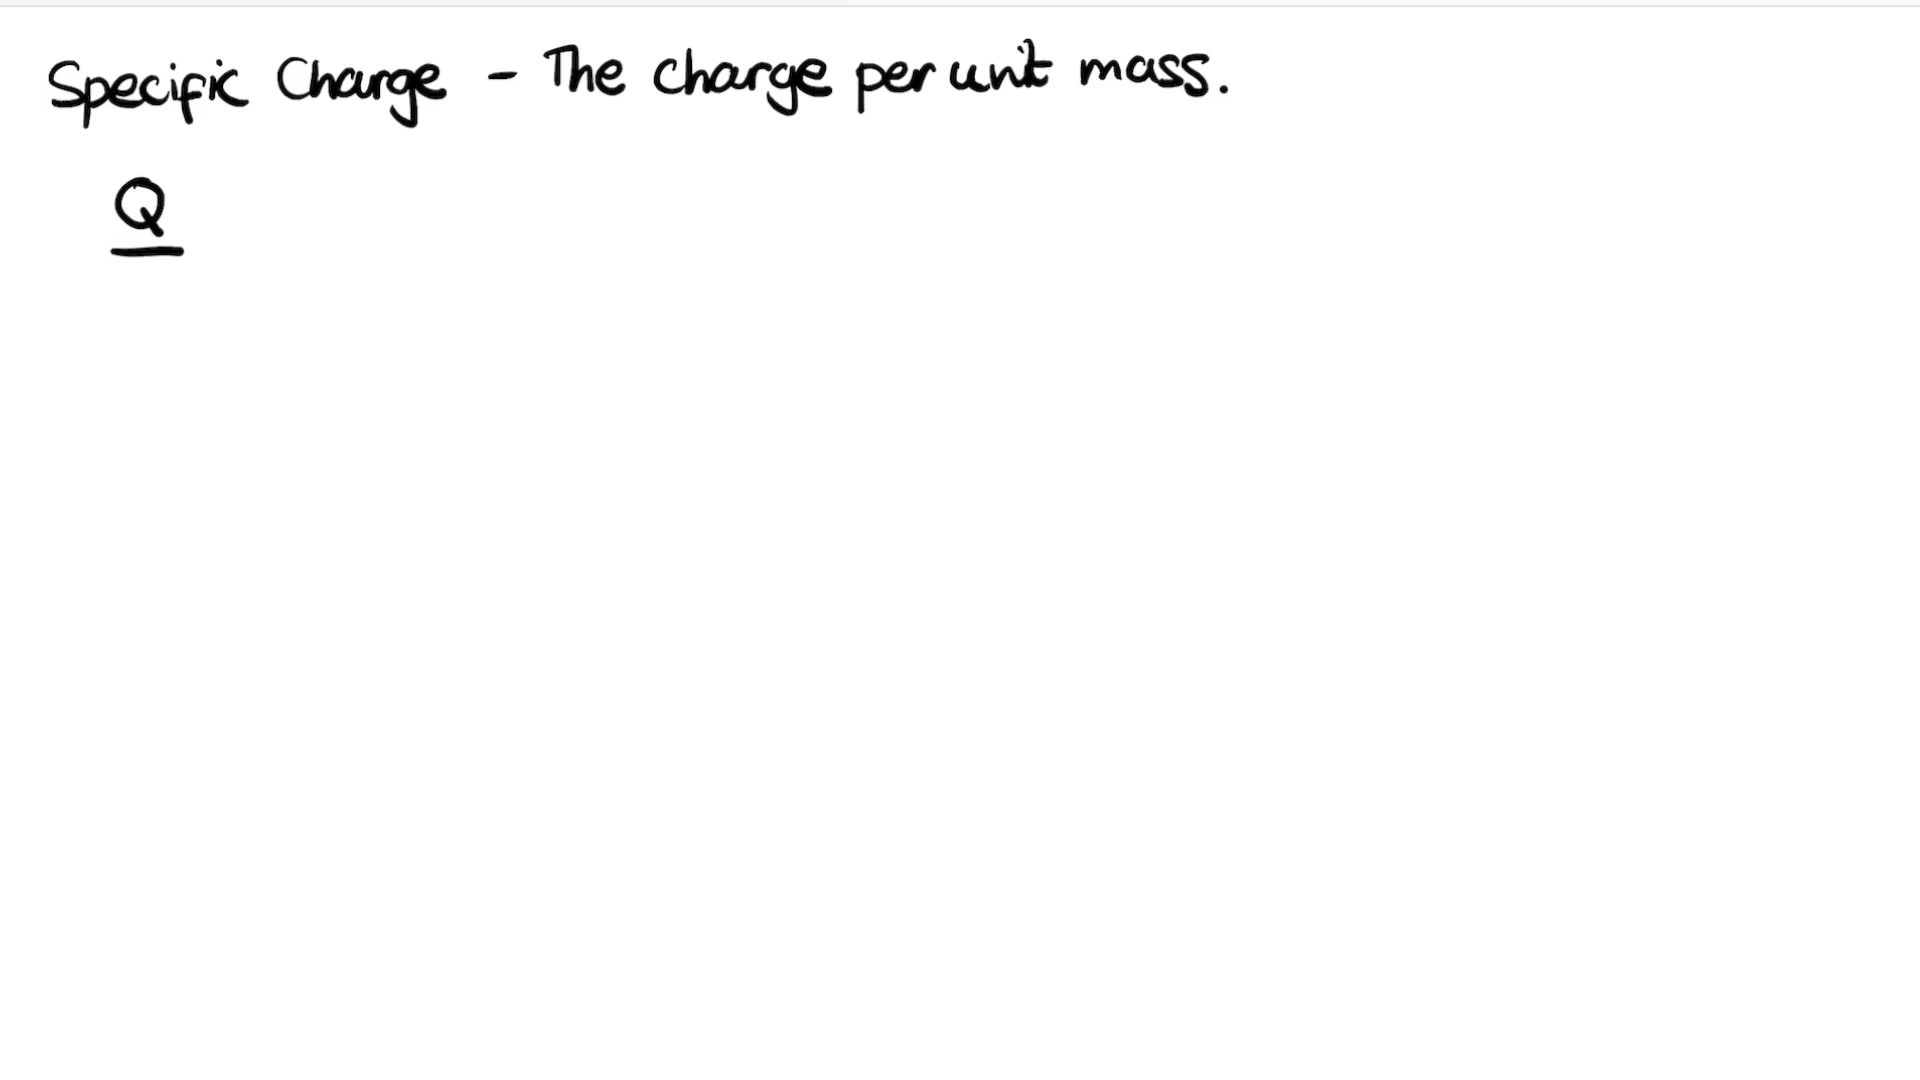 Specific Charge - The charge per unit mass.
Q